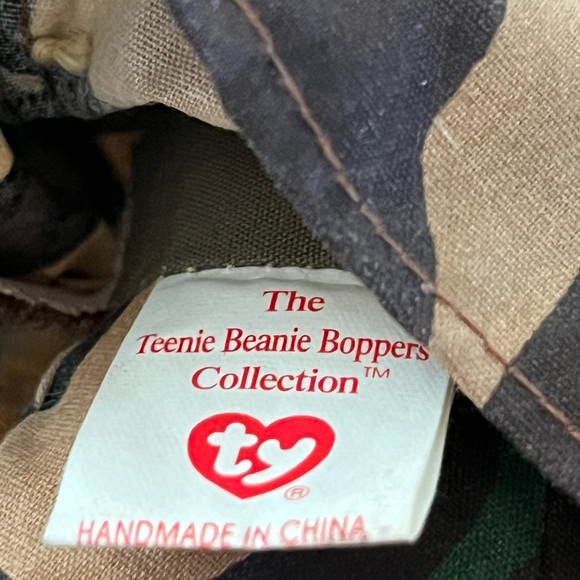 The
Teenie Beanie Boppers
Collection™
ty®
HANDMADE IN CHINA